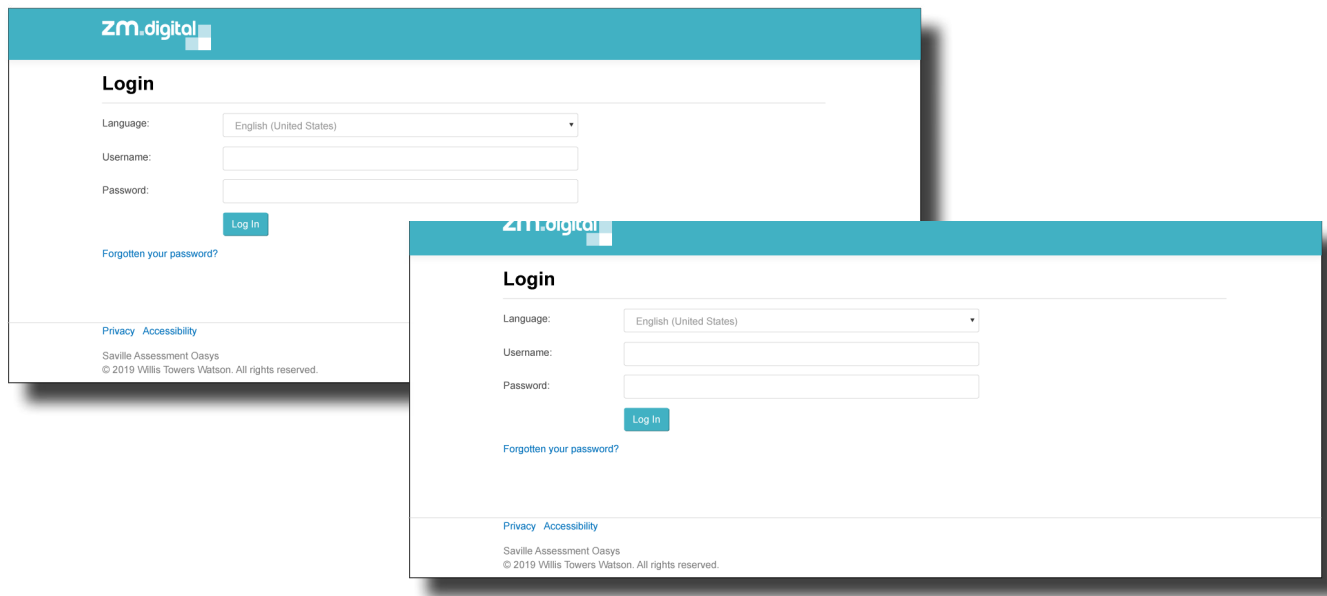 zm.digital
Login
Language: English (United States)
Username:
Password:
Log In
Forgotten your password?
Privacy Accessibility
Saville Assessment Oasys
© 2019 Willis Towers Watson. All rights reserved.
zm.digital
Login
Language: English (United States)
Username:
Password:
Log In
Forgotten your password?
Privacy Accessibility
Saville Assessment Oasys
© 2019 Willis Towers Watson. All rights reserved.